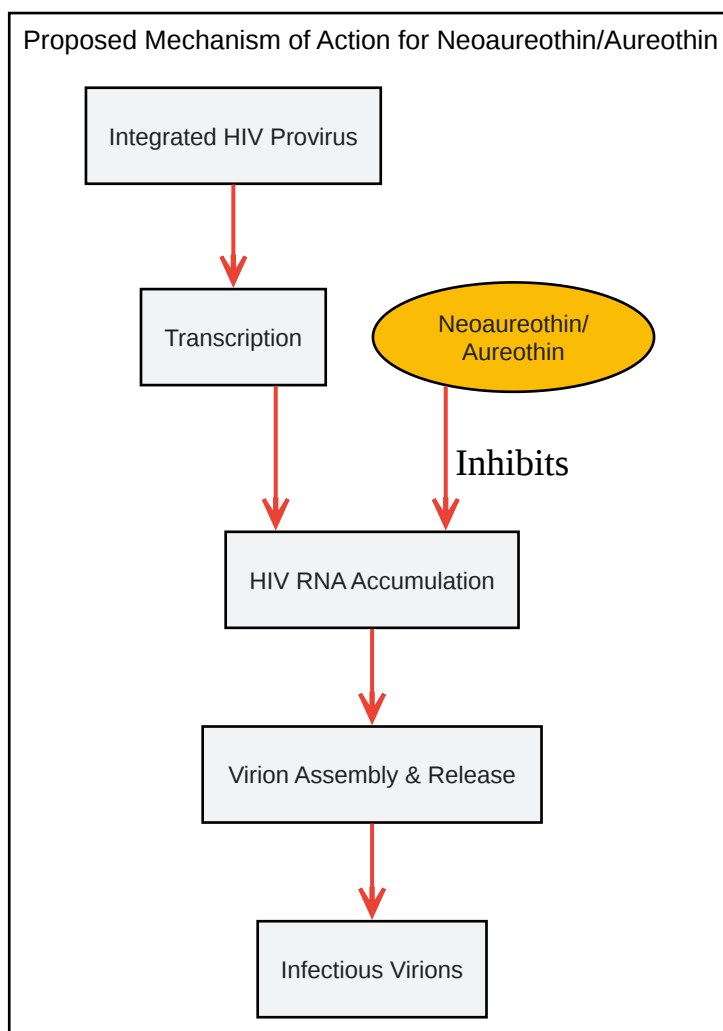 Proposed Mechanism of Action for Neoaureothin/Aureothin
Integrated HIV Provirus
Transcription
Neoaureothin/
Aureothin
Inhibits
HIV RNA Accumulation
Virion Assembly & Release
Infectious Virions